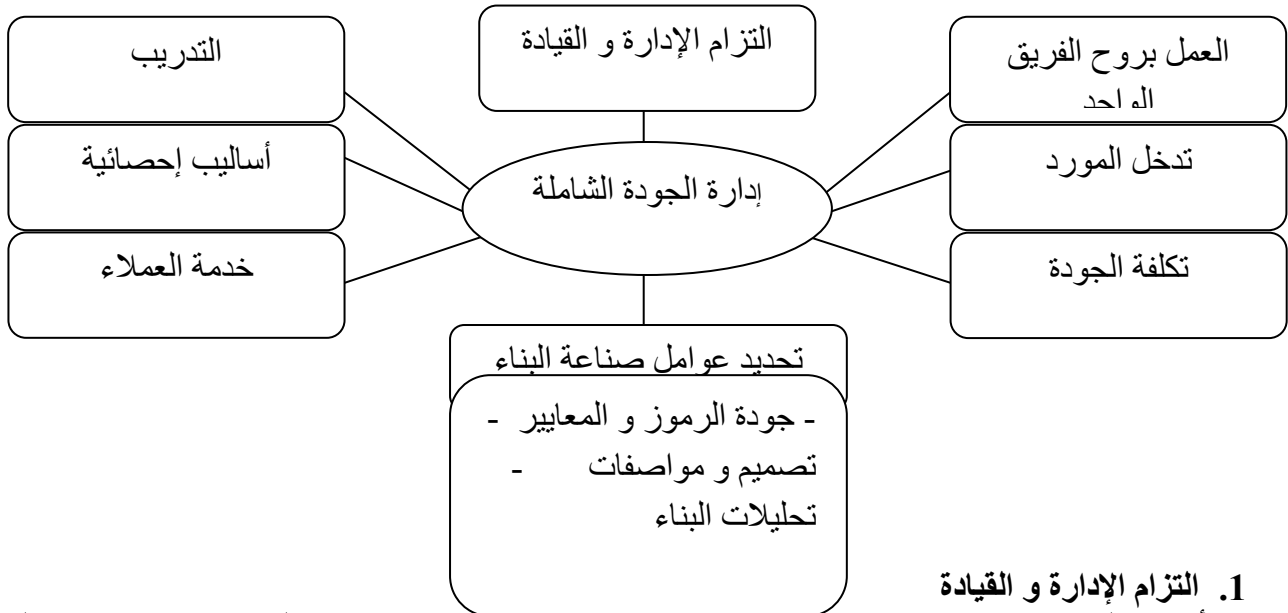 العمل بروح الفريق
الواحد
التزام الإدارة و القيادة
التدريب
تدخل المورد
أساليب إحصائية
إدارة الجودة الشاملة
تكلفة الجودة
خدمة العملاء
تحديد عوامل صناعة البناء
- جودة الرموز و المعايير -
تصميم و مواصفات -
تحليلات البناء
1. التزام الإدارة و القيادة